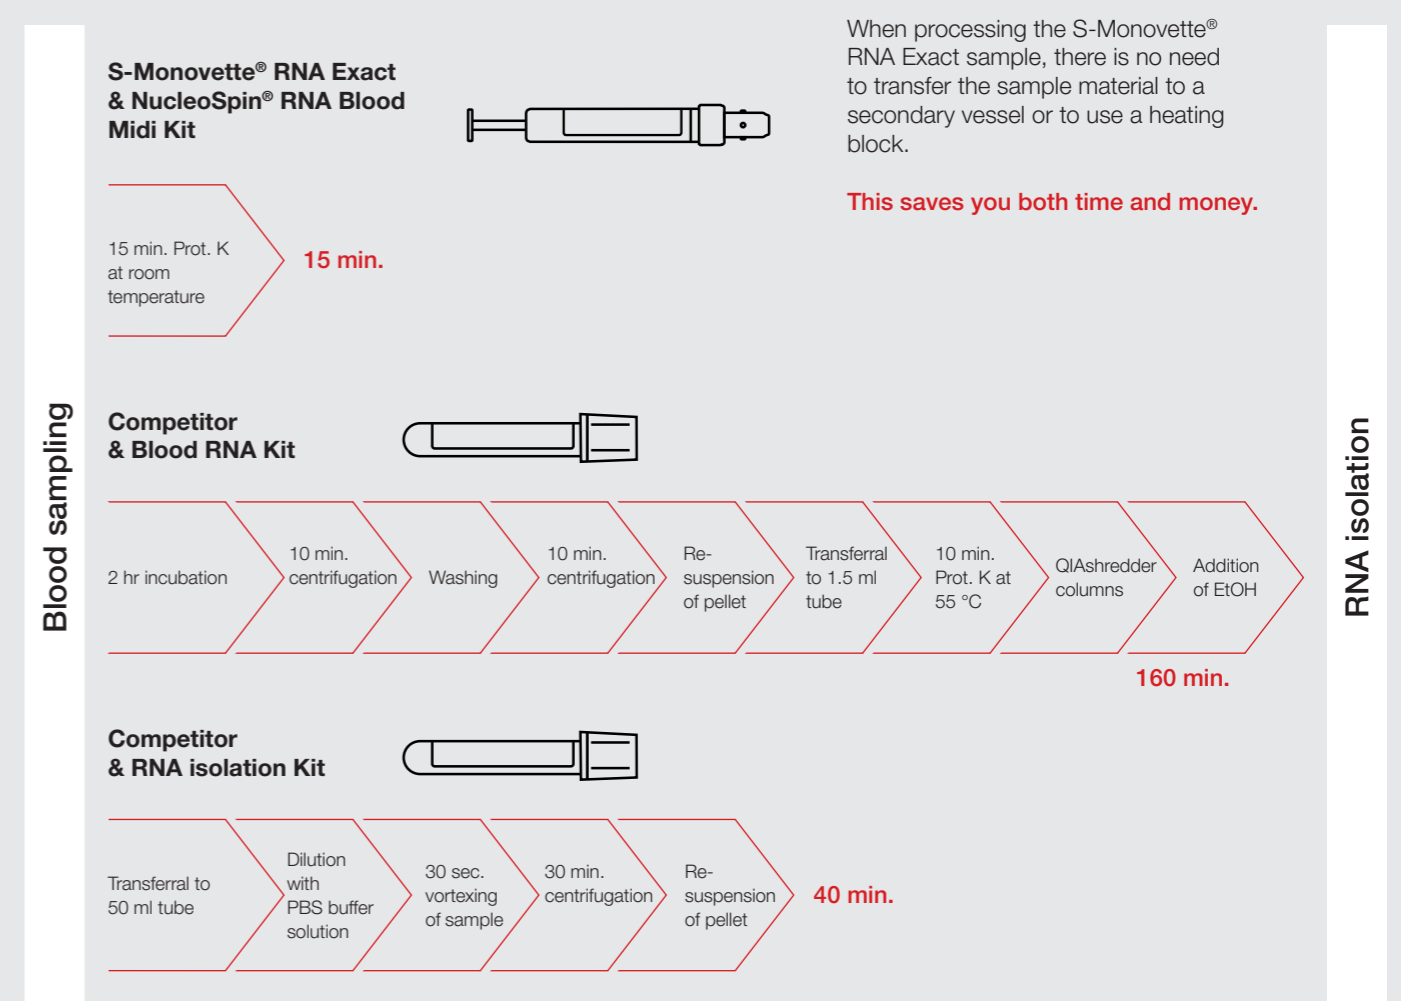 Blood sampling
S-Monovette® RNA Exact
& NucleoSpin® RNA Blood
Midi Kit
When processing the S-Monovette®
RNA Exact sample, there is no need
to transfer the sample material to a
secondary vessel or to use a heating
block.
This saves you both time and money.
15 min. Prot. K
at room
temperature
15 min.
Competitor
& Blood RNA Kit
2 hr incubation
10 min.
centrifugation
Washing
10 min.
centrifugation
Re-
suspension
of pellet
Transferral
to 1.5 ml
tube
10 min.
Prot. K at
55 °C
QIAshredder
columns
Addition
of EtOH
160 min.
Competitor
& RNA isolation Kit
Transferral to
50 ml tube
Dilution
with
PBS buffer
solution
30 sec.
vortexing
of sample
30 min.
centrifugation
Re-
suspension
of pellet
40 min.
RNA isolation